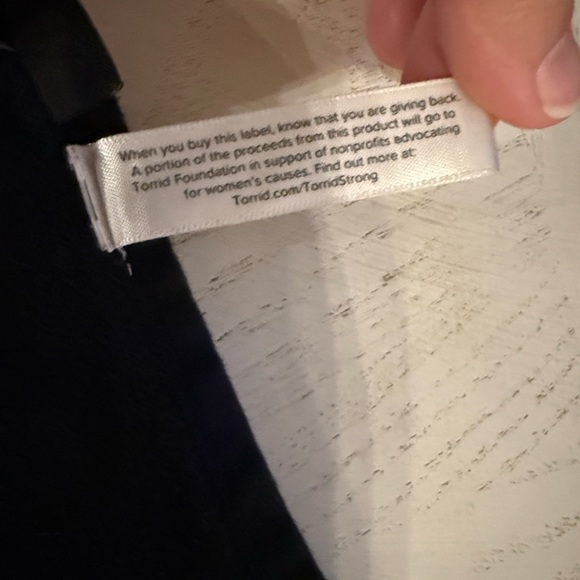 When you buy this label, know that you are giving back.
A portion of the proceeds from this product will go to
Torrid Foundation in support of nonprofits advocating
for women's causes. Find out more at:
Torrid.com/TorridStrong